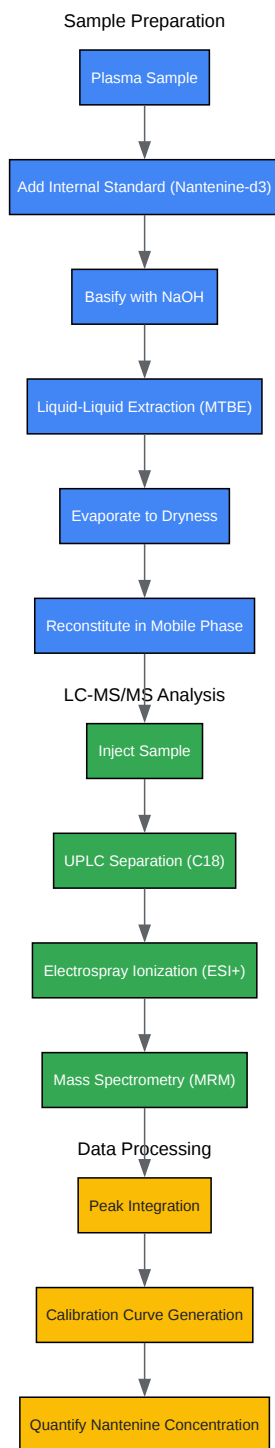 Sample Preparation
Plasma Sample
Add Internal Standard (Nantenine-d3)
Basify with NaOH
Liquid-Liquid Extraction (MTBE)
Evaporate to Dryness
Reconstitute in Mobile Phase
LC-MS/MS Analysis
Inject Sample
UPLC Separation (C18)
Electrospray Ionization (ESI+)
Mass Spectrometry (MRM)
Data Processing
Peak Integration
Calibration Curve Generation
Quantify Nantenine Concentration